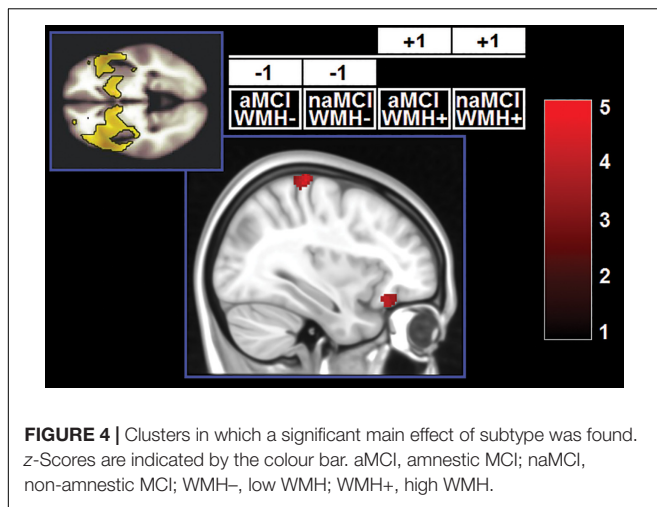 +1 +1
-1 -1
aMCI naMCI aMCI naMCI
WMH- WMH- WMH+ WMH+
5
4
3
2
1
FIGURE 4 | Clusters in which a significant main effect of subtype was found.
z-Scores are indicated by the colour bar. aMCI, amnestic MCI; naMCI,
non-amnestic MCI; WMH–, low WMH; WMH+, high WMH.